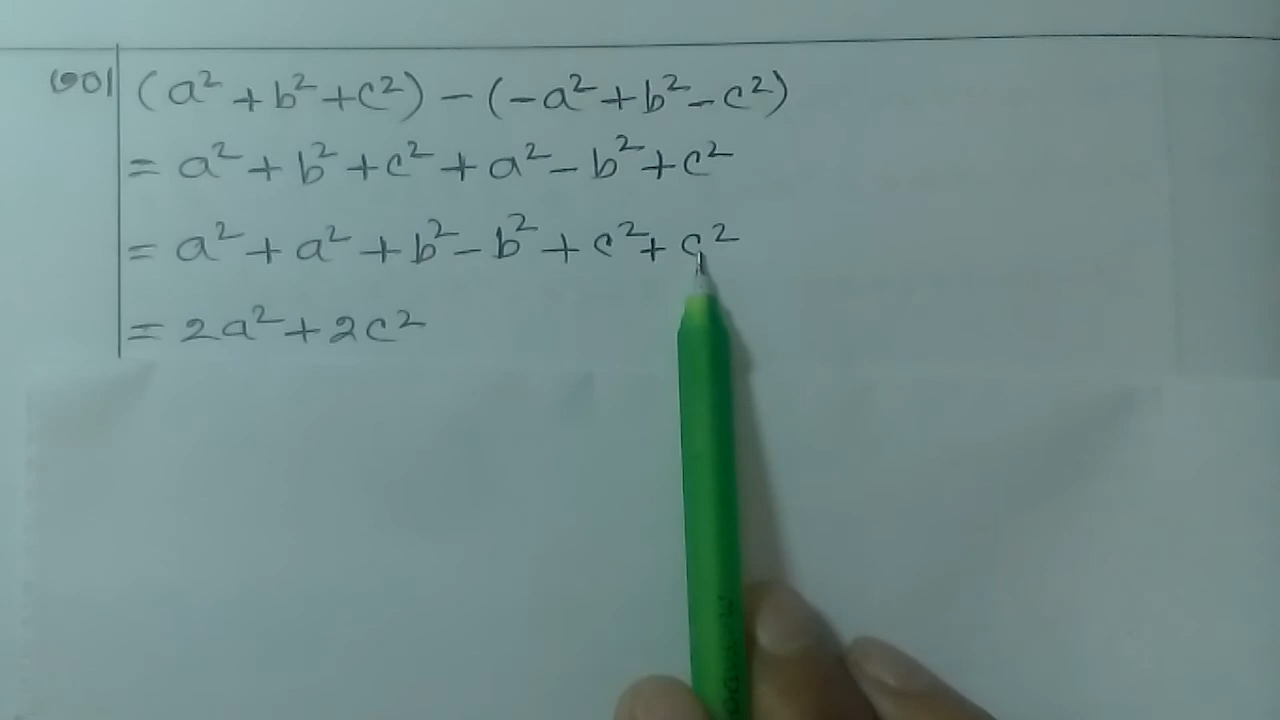 (a² + b² + c²) - (-a² + b² - c²)
= a² + b² + c² + a² - b² + c²
= a² + a² + b² - b² + c² + c²
= 2a² + 2c²